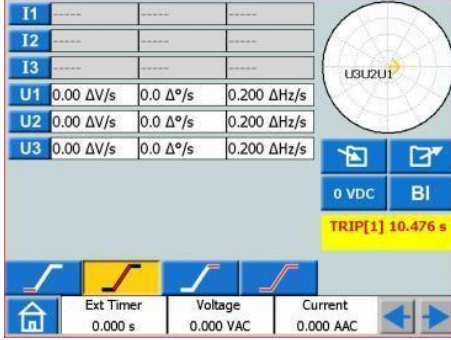 I1 ----- ----- -----
I2 ----- ----- -----
I3 ----- ----- -----
U1 0.00 ΔV/s 0.0 Δ°/s 0.200 ΔHz/s
U2 0.00 ΔV/s 0.0 Δ°/s 0.200 ΔHz/s
U3 0.00 ΔV/s 0.0 Δ°/s 0.200 ΔHz/s
U3U2U1
0 VDC BI
TRIP[1] 10.476 s
Ext Timer Voltage Current
0.000 s 0.000 VAC 0.000 AAC